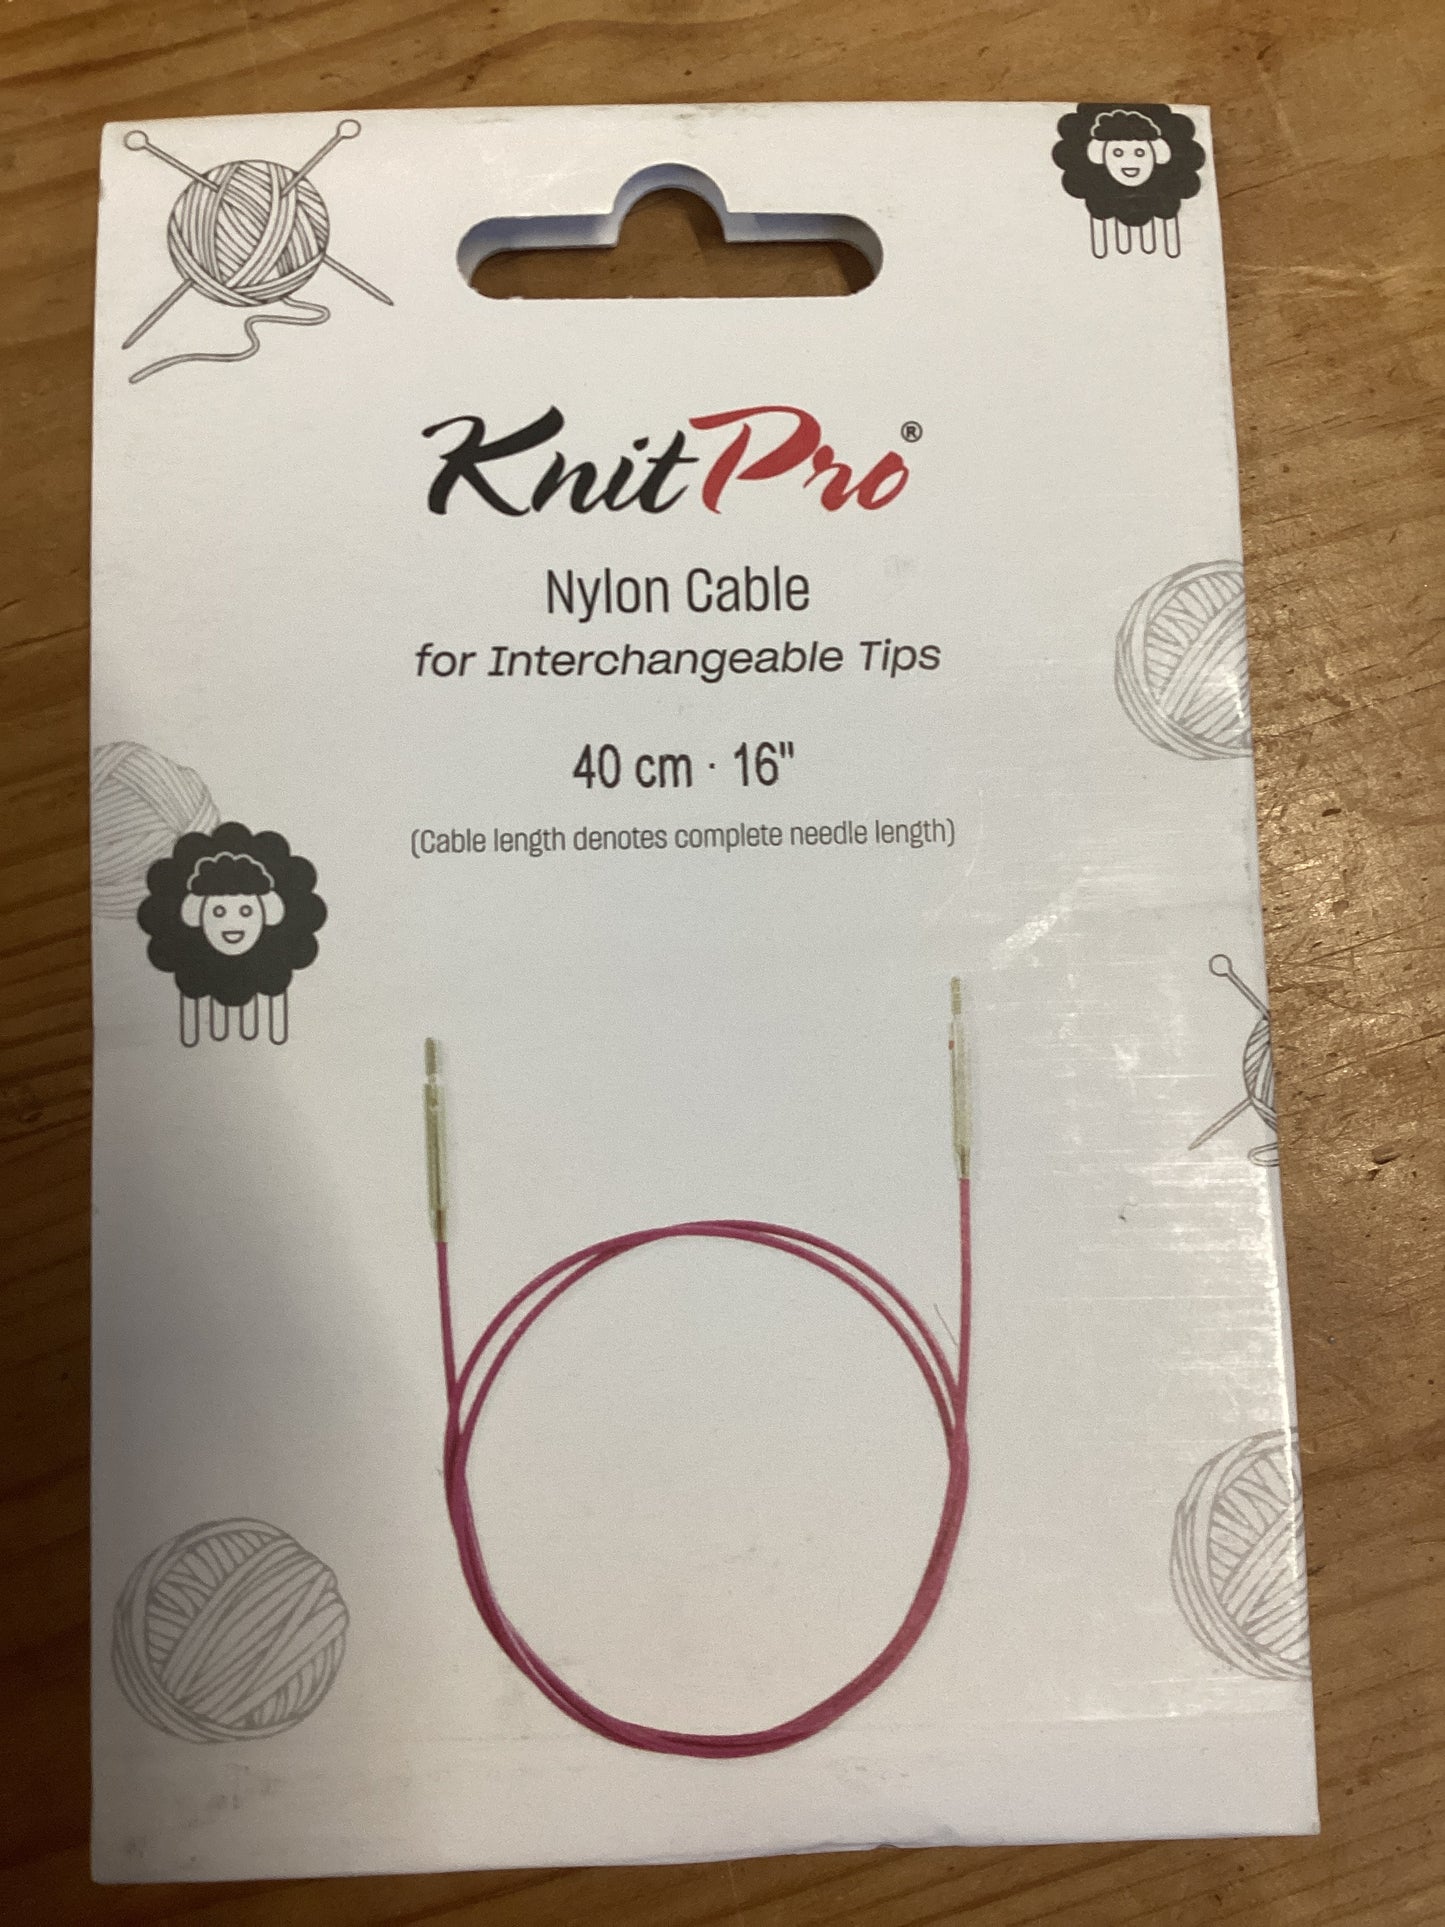 KnitPro®
Nylon Cable
for Interchangeable Tips
40 cm · 16"
(Cable length denotes complete needle length)